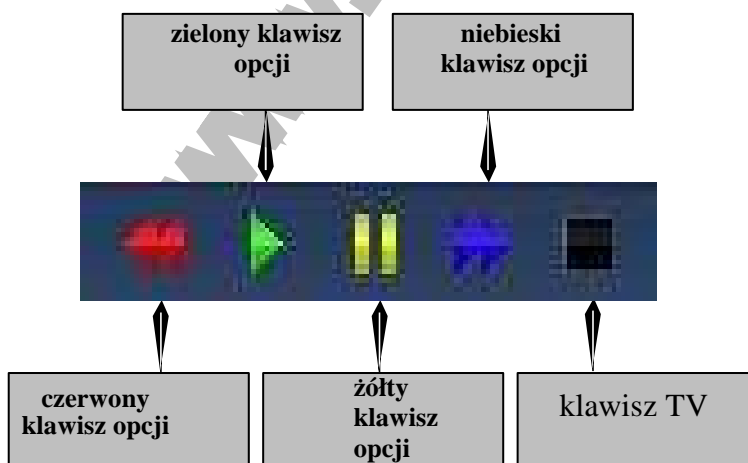 zielony klawisz
opcji
niebieski
klawisz opcji
czerwony
klawisz opcji
żółty
klawisz
opcji
klawisz TV